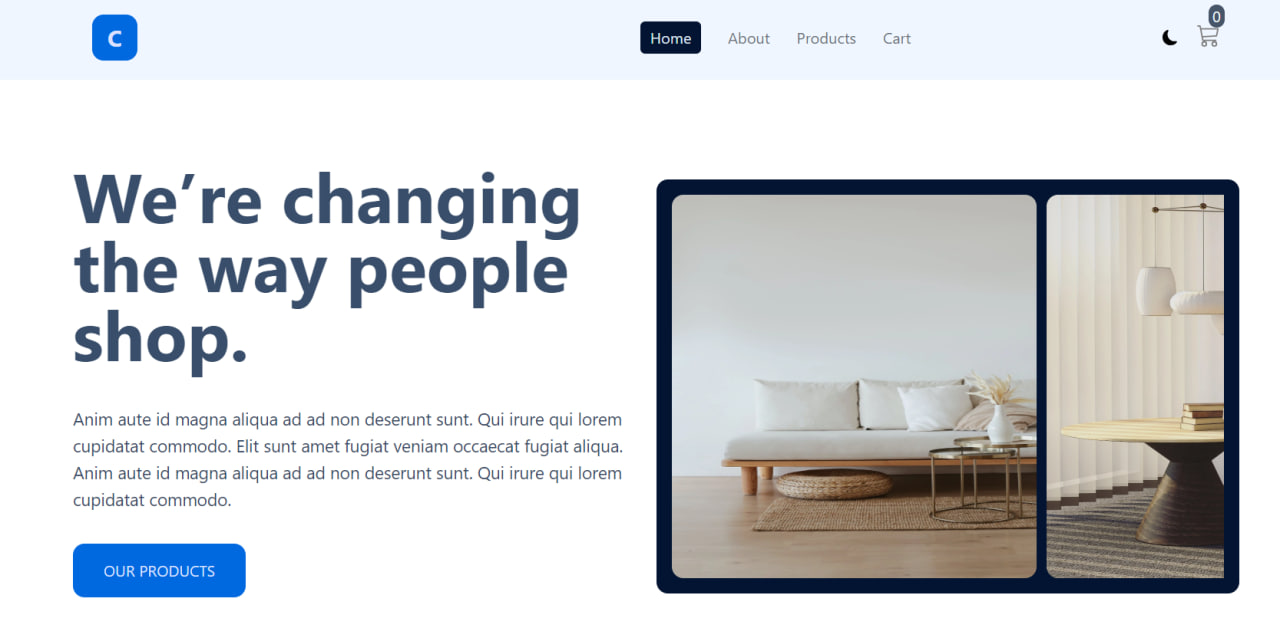 C
Home
About
Products
Cart
0
We’re changing
the way people
shop.
Anim aute id magna aliqua ad ad non deserunt sunt. Qui irure qui lorem
cupidatat commodo. Elit sunt amet fugiat veniam occaecat fugiat aliqua.
Anim aute id magna aliqua ad ad non deserunt sunt. Qui irure qui lorem
cupidatat commodo.
OUR PRODUCTS